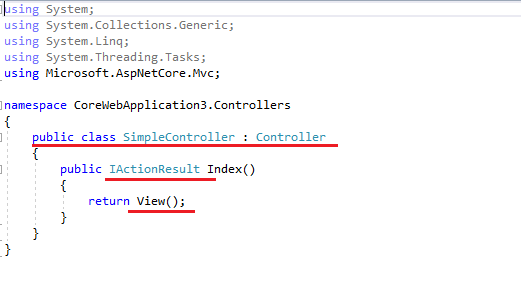 using System;
using System.Collections.Generic;
using System.Linq;
using System.Threading.Tasks;
using Microsoft.AspNetCore.Mvc;
namespace CoreWebApplication3.Controllers
{
public class SimpleController : Controller
{
public IActionResult Index()
{
return View();
}
}
}